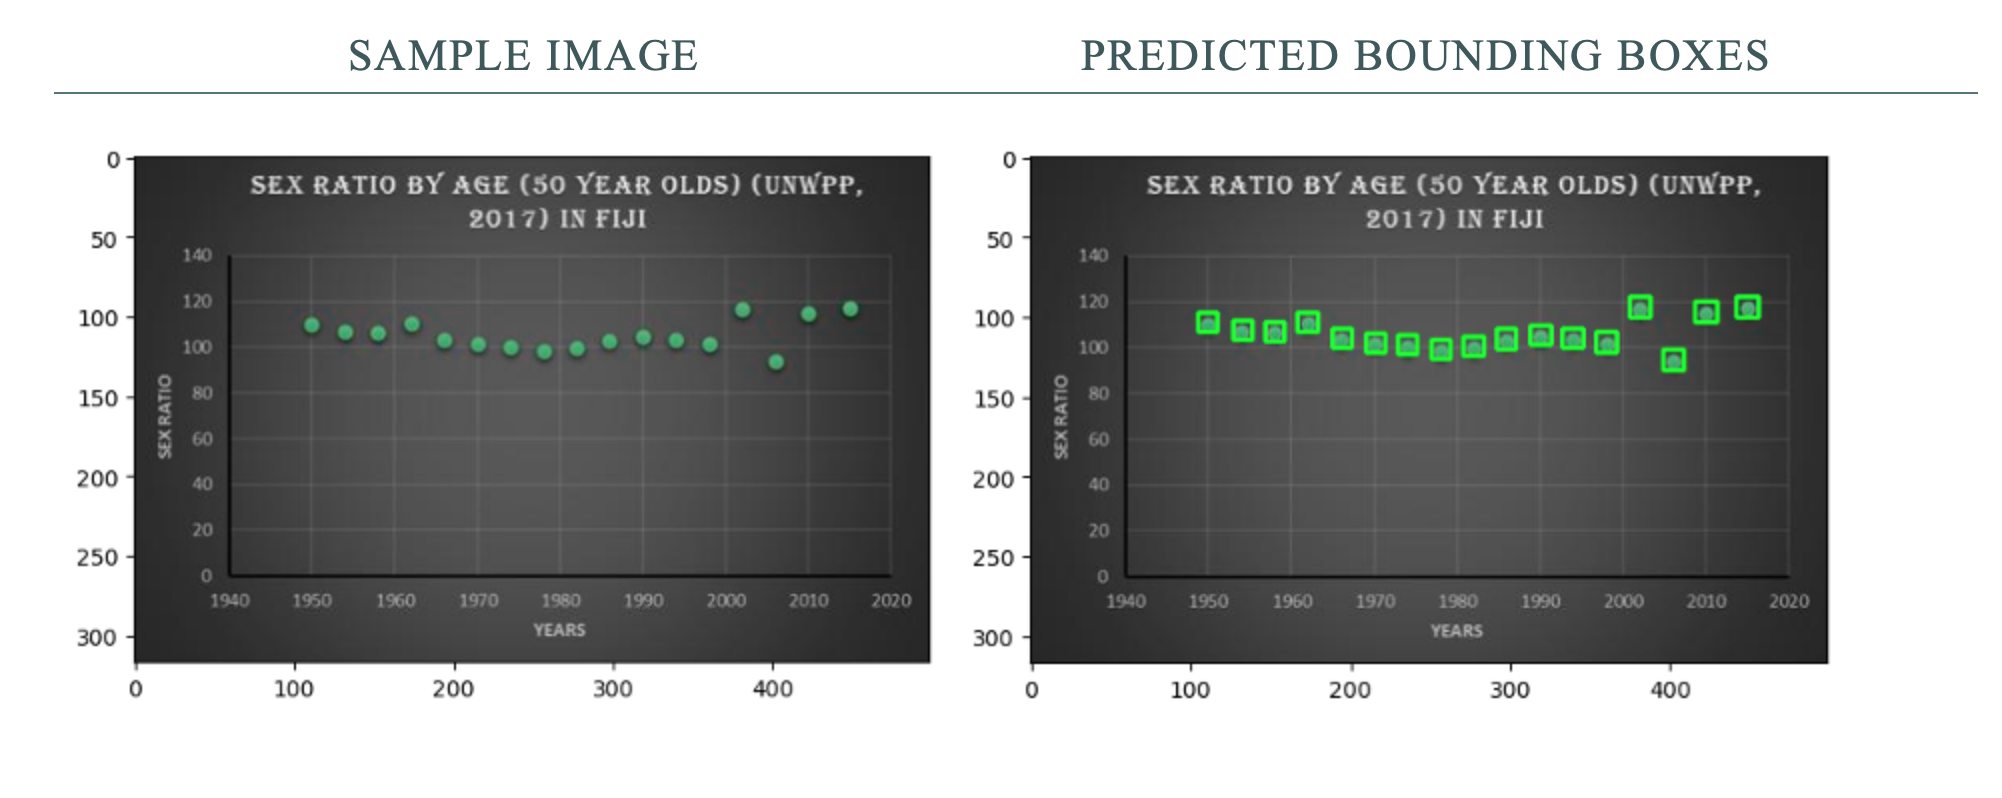 SAMPLE IMAGE
PREDICTED BOUNDING BOXES
0
50
100
150
200
250
300
SEX RATIO BY AGE (50 YEAR OLDS) (UNWPP,
2017) IN FIJI
140
120
100
80
60
40
20
0
SEX RATIO
1940 1950 1960 1970 1980 1990 2000 2010 2020
YEARS
0 100 200 300 400
0
50
100
150
200
250
300
SEX RATIO BY AGE (50 YEAR OLDS) (UNWPP,
2017) IN FIJI
140
120
100
80
60
40
20
0
SEX RATIO
1940 1950 1960 1970 1980 1990 2000 2010 2020
YEARS
0 100 200 300 400